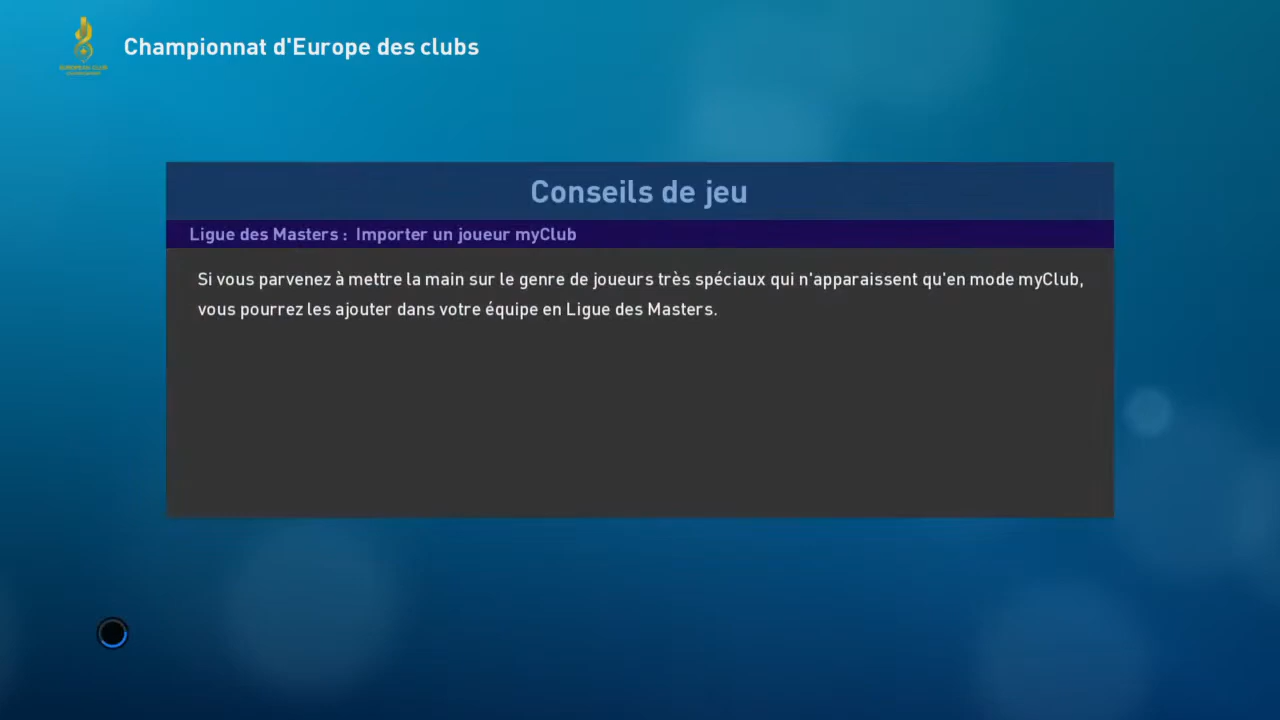 Championnat d'Europe des clubs
EUROPEAN CLUB
Conseils de jeu
Ligue des Masters : Importer un joueur myClub
Si vous parvenez à mettre la main sur le genre de joueurs très spéciaux qui n'apparaissent qu'en mode myClub,
vous pourrez les ajouter dans votre équipe en Ligue des Masters.